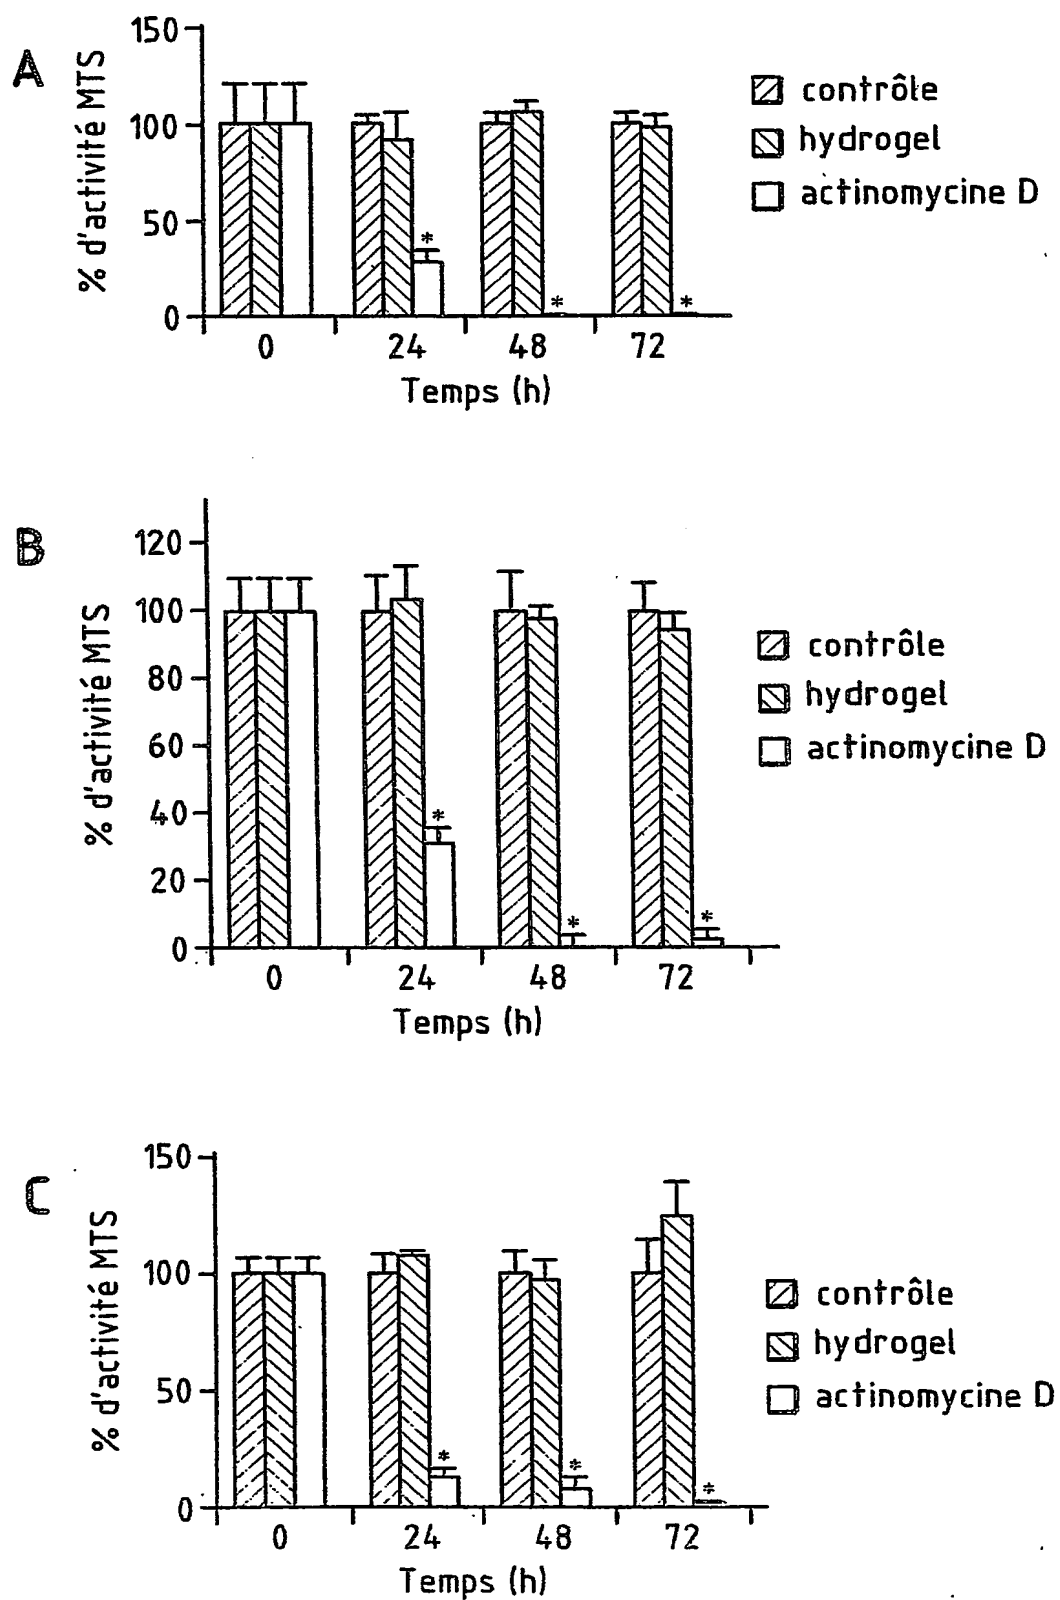 A
% d'activité MTS
150
100
50
0
*
*
*
0 24 48 72
Temps (h)
contrôle
hydrogel
actinomycine D
B
% d'activité MTS
120
100
80
60
40
20
0
*
*
*
0 24 48 72
Temps (h)
contrôle
hydrogel
actinomycine D
C
% d'activité MTS
150
100
50
0
*
*
*
0 24 48 72
Temps (h)
contrôle
hydrogel
actinomycine D